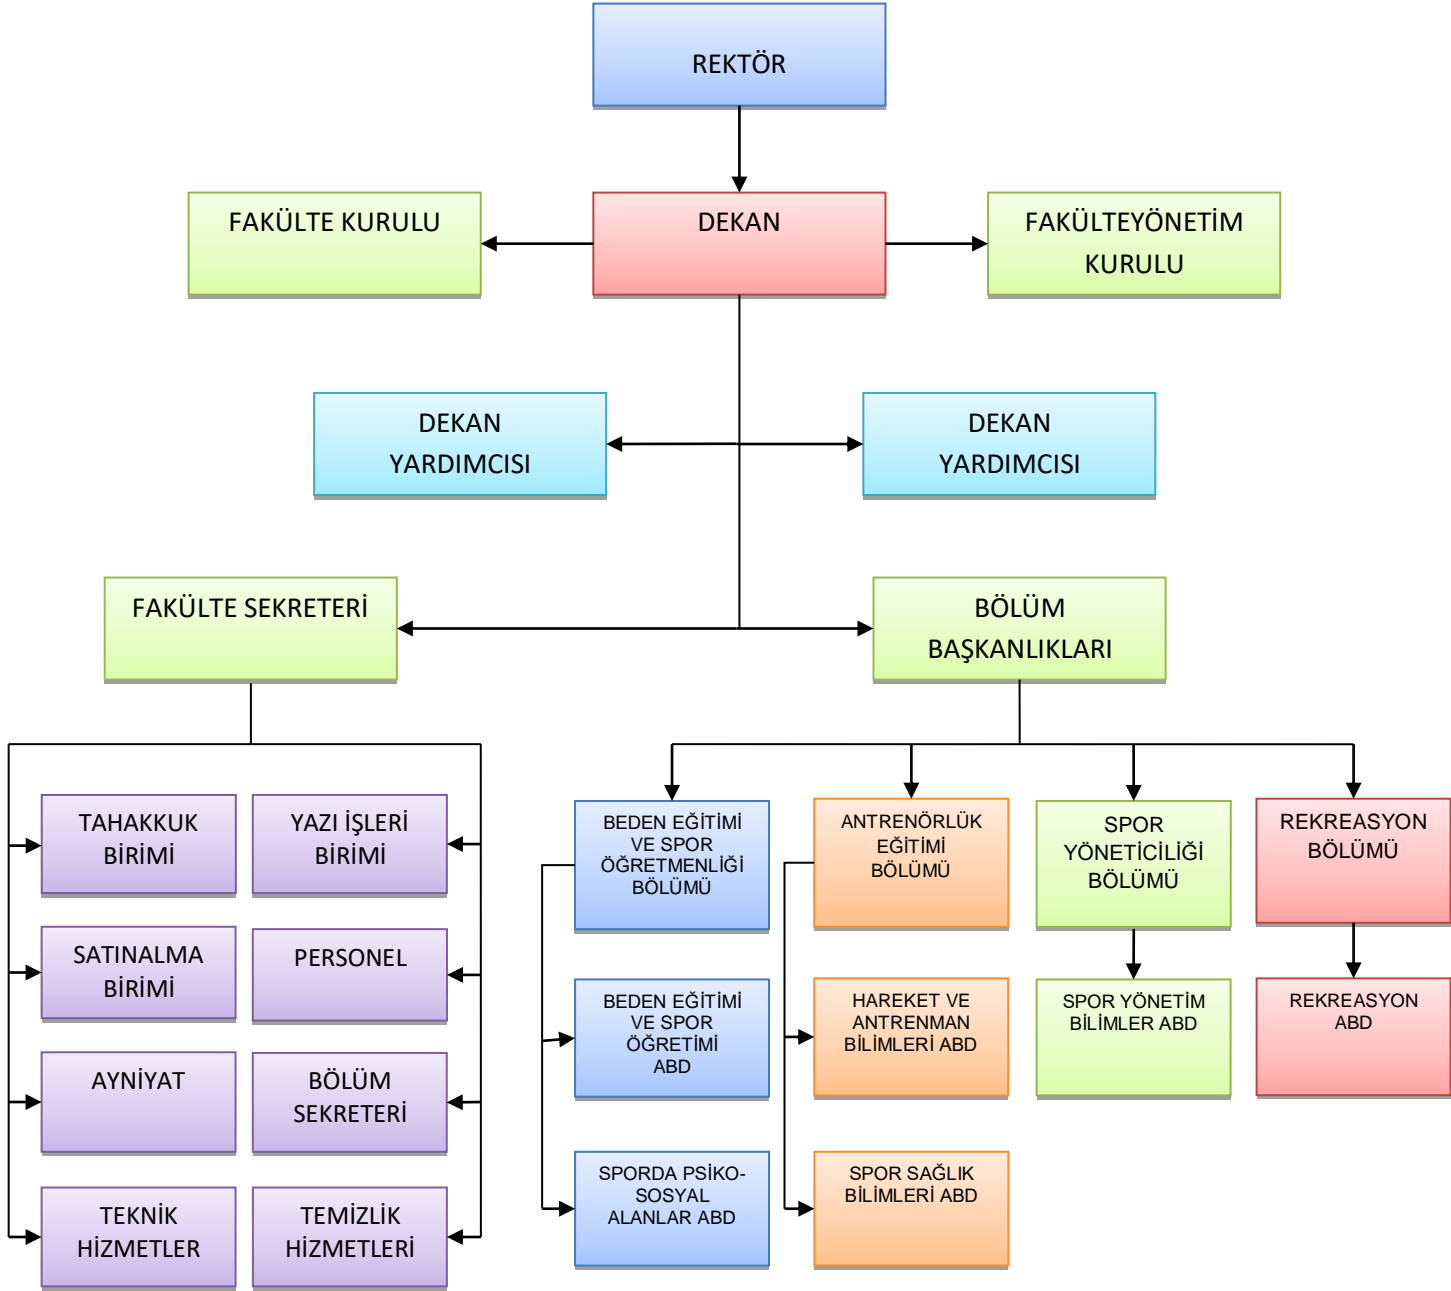 REKTÖR
FAKÜLTE KURULU
DEKAN
FAKÜLTEYÖNETİM
KURULU
DEKAN
YARDIMCISI
DEKAN
YARDIMCISI
FAKÜLTE SEKRETERİ
BÖLÜM
BAŞKANLIKLARI
TAHAKKUK
BİRİMİ
YAZI İŞLERİ
BİRİMİ
SATINALMA
BİRİMİ
PERSONEL
AYNİYAT
BÖLÜM
SEKRETERİ
TEKNİK
HİZMETLER
TEMİZLİK
HİZMETLERİ
BEDEN EĞİTİMİ
VE SPOR
ÖĞRETMENLİĞİ
BÖLÜMÜ
ANTRENÖRLÜK
EĞİTİMİ
BÖLÜMÜ
SPOR
YÖNETİCİLİĞİ
BÖLÜMÜ
REKREASYON
BÖLÜMÜ
BEDEN EĞİTİMİ
VE SPOR
ÖĞRETİMİ
ABD
HAREKET VE
ANTRENMAN
BİLİMLERİ ABD
SPOR YÖNETİM
BİLİMLER ABD
REKREASYON
ABD
SPORDA PSİKO-
SOSYAL
ALANLAR ABD
SPOR SAĞLIK
BİLİMLERİ ABD